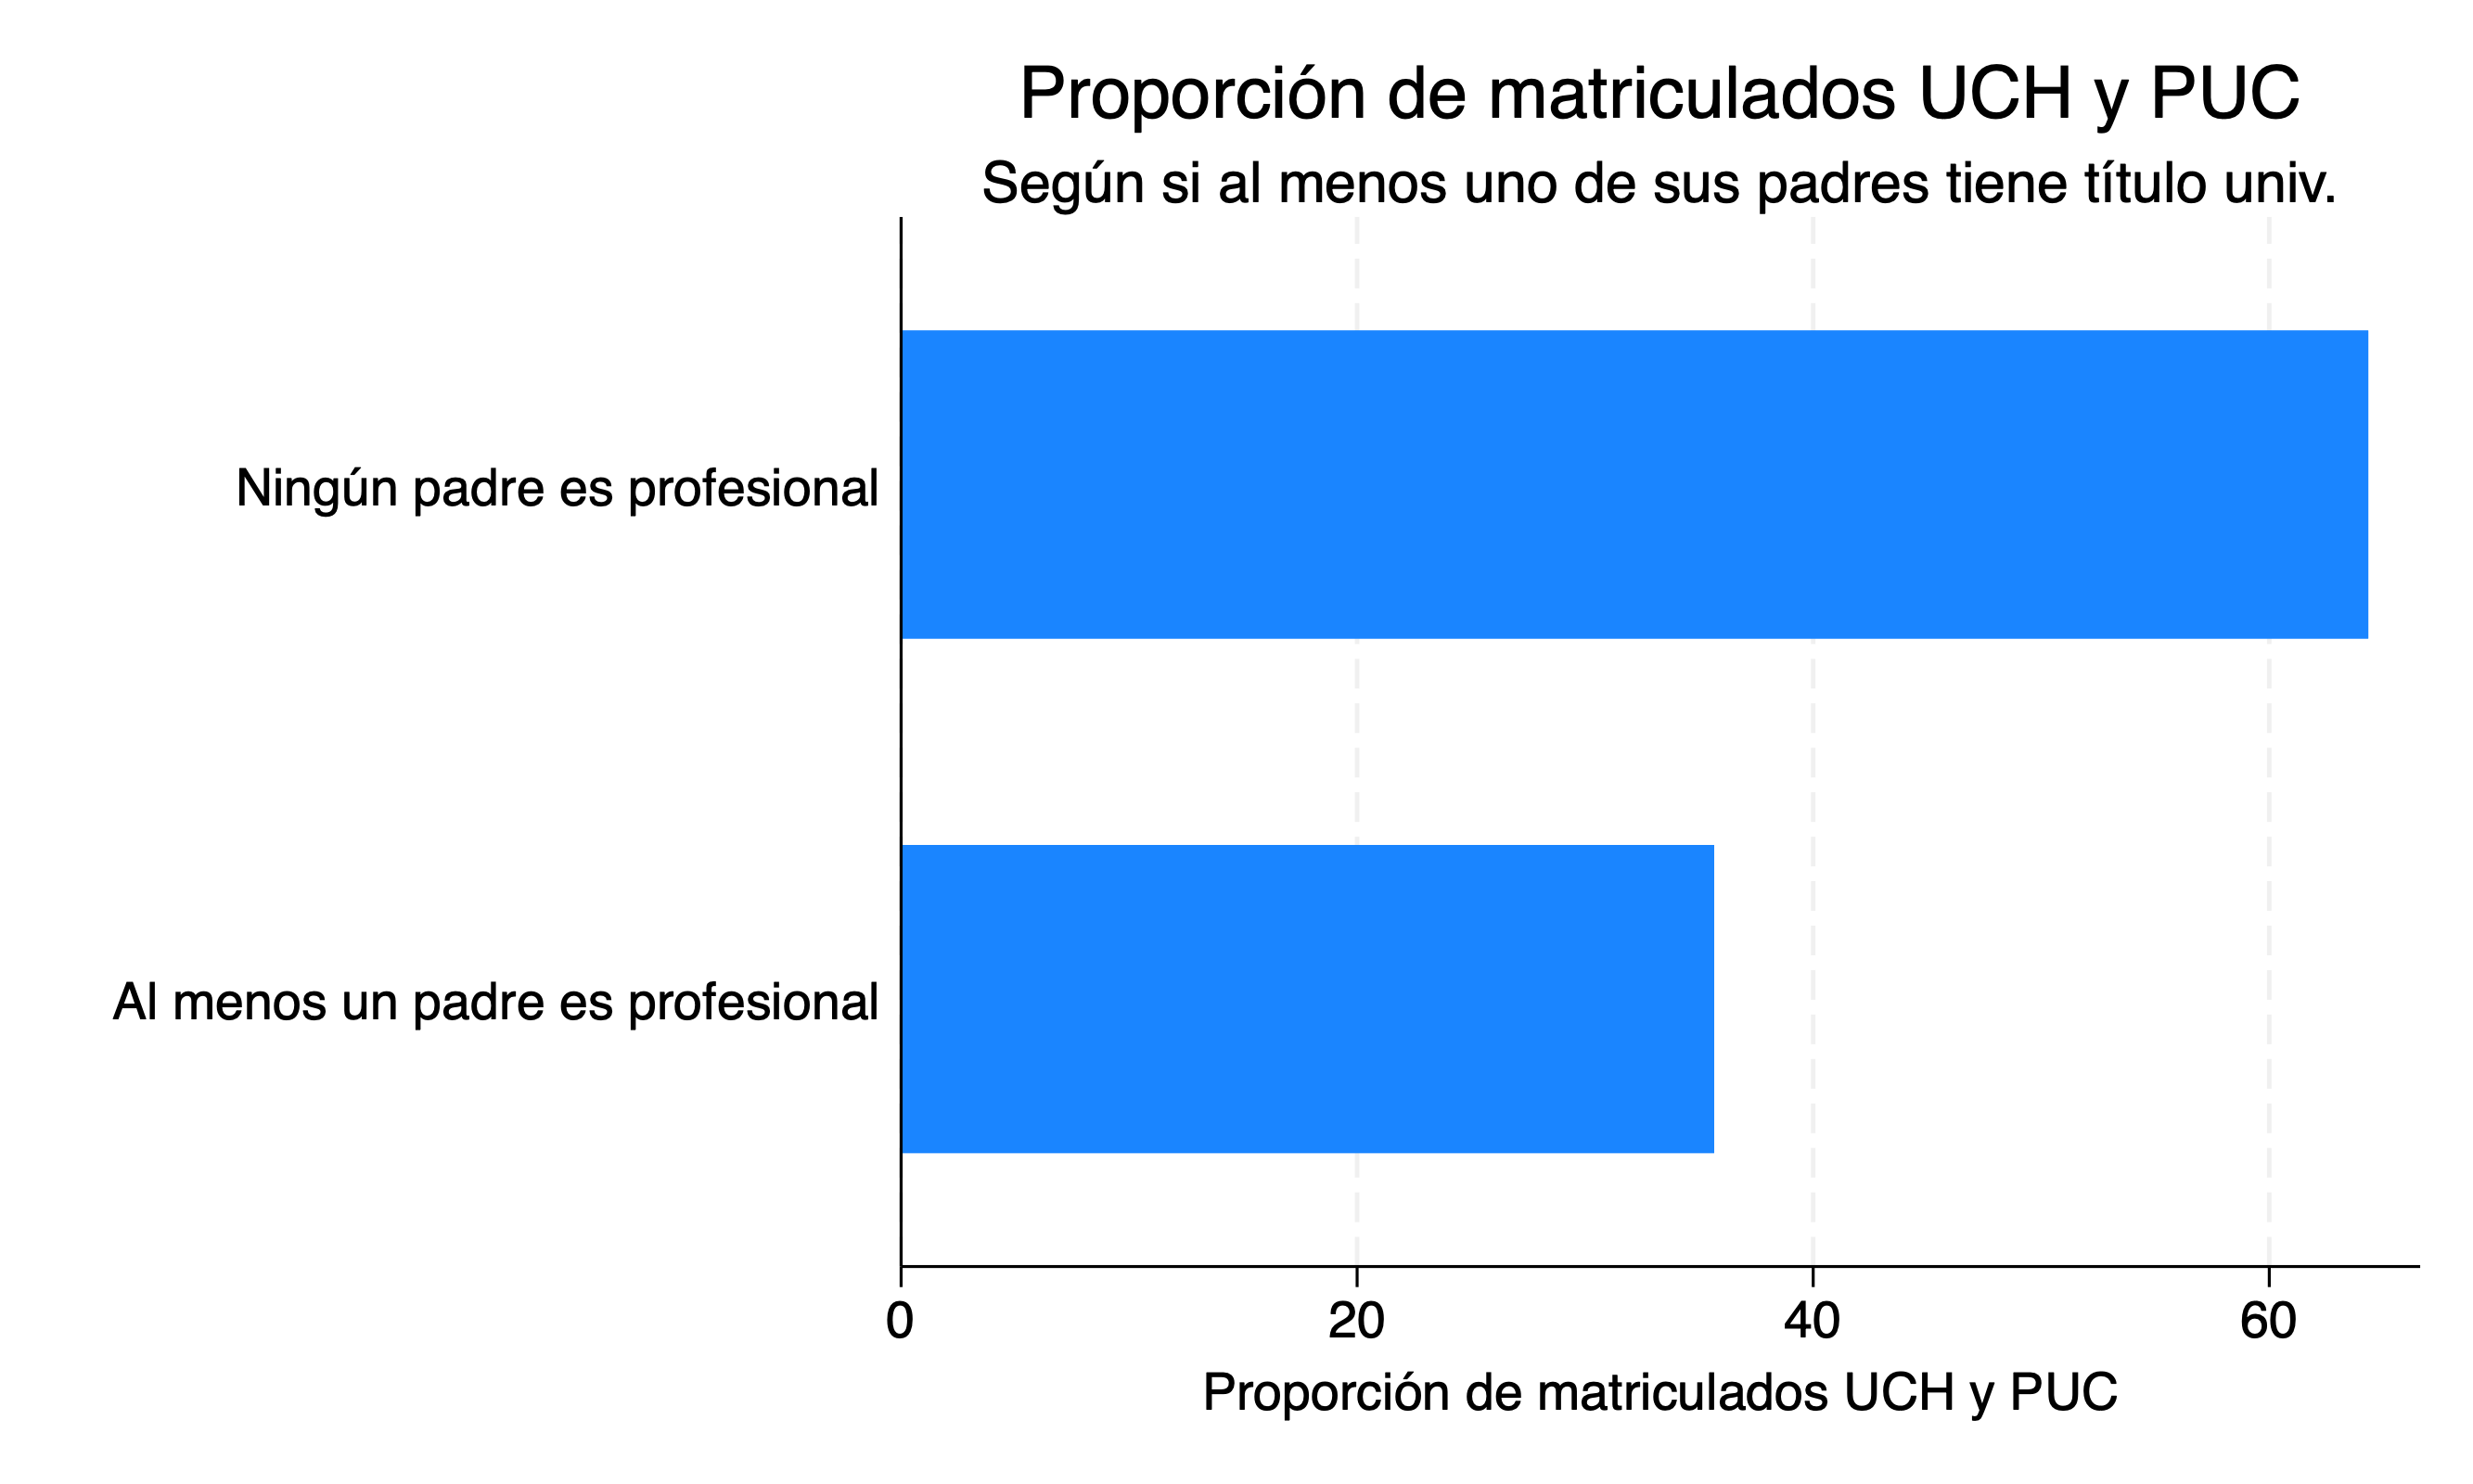 Proporción de matriculados UCH y PUC
Según si al menos uno de sus padres tiene título univ.
Ningún padre es profesional
Al menos un padre es profesional
0 20 40 60
Proporción de matriculados UCH y PUC